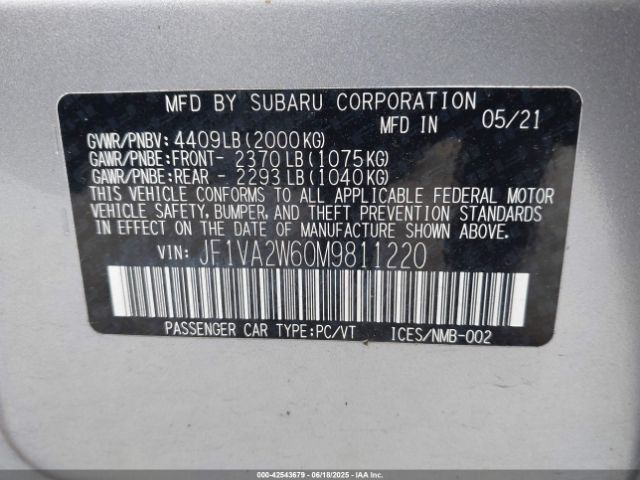 MFD BY SUBARU CORPORATION
MFD IN 05/21
GVWR/PNBV: 4409LB(2000KG)
GAWR/PNBE:FRONT- 2370LB(1075KG)
GAWR/PNBE:REAR - 2293LB(1040KG)
THIS VEHICLE CONFORMS TO ALL APPLICABLE FEDERAL MOTOR
VEHICLE SAFETY, BUMPER, AND THEFT PREVENTION STANDARDS
IN EFFECT ON THE DATE OF MANUFACTURE SHOWN ABOVE.
VIN: JF1VA2W60M9811220
PASSENGER CAR TYPE:PC/VT ICES/NMB-002
000-42543679 - 06/18/2025 - IAAI.COM